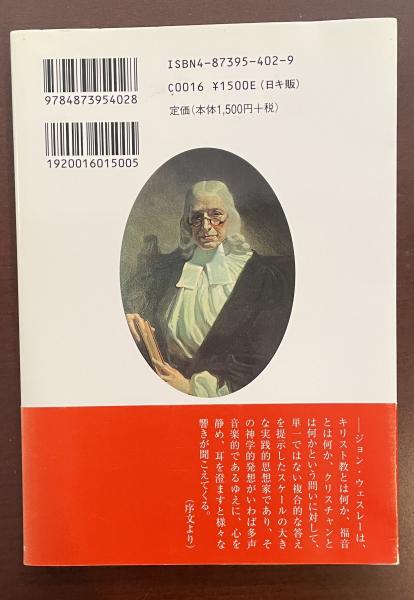 ISBN4-87395-402-9
C0016 ¥1500E (日キ販)
定価(本体1,500円+税)
9784873954028
1920016015005
――ジョン・ウェスレーは、
キリスト教とは何か、福音
とは何か、クリスチャンと
は何かという問いに対して、
単一ではない複合的な答え
を提示したスケールの大き
な実践的思想家であり、そ
の神学的発想がいわば多声
音楽的であるゆえに、心を
静め、耳を澄ますと様々な
響きが聞こえてくる。
(序文より)